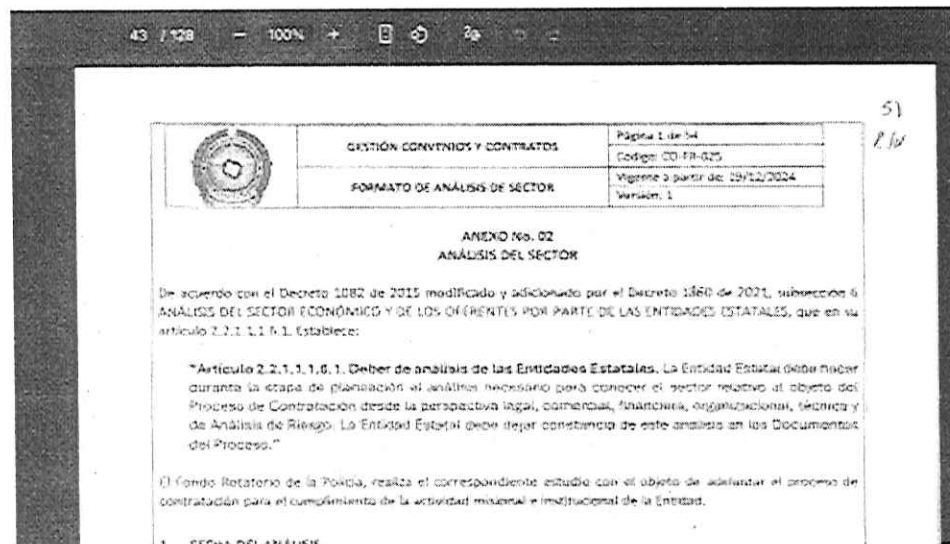 43 / 128 — 100% +
51
GESTIÓN CONVENIOS Y CONTRATOS
Página 1 de 54
Código: CO-FR-025
FORMATO DE ANÁLISIS DE SECTOR
Vigente a partir de: 19/12/2024
Versión: 1
ANEXO No. 02
ANÁLISIS DEL SECTOR
De acuerdo con el Decreto 1082 de 2015 modificado y adicionado por el Decreto 1860 de 2021, subsección 6
ANÁLISIS DEL SECTOR ECONÓMICO Y DE LOS OFERENTES POR PARTE DE LAS ENTIDADES ESTATALES, que en su
artículo 2.2.1.1.1.6.1. Establece:
"Artículo 2.2.1.1.1.6.1. Deber de análisis de las Entidades Estatales. La Entidad Estatal debe hacer
durante la etapa de planeación el análisis necesario para conocer el sector relativo al objeto del
Proceso de Contratación desde la perspectiva legal, comercial, financiera, organizacional, técnica y
de Análisis de Riesgo. La Entidad Estatal debe dejar constancia de este análisis en los Documentos
del Proceso."
El Fondo Rotatorio de la Policía, realiza el correspondiente estudio con el objeto de adelantar el proceso de
contratación para el cumplimiento de la actividad misional e institucional de la Entidad.
1. FECHA DEL ANÁLISIS